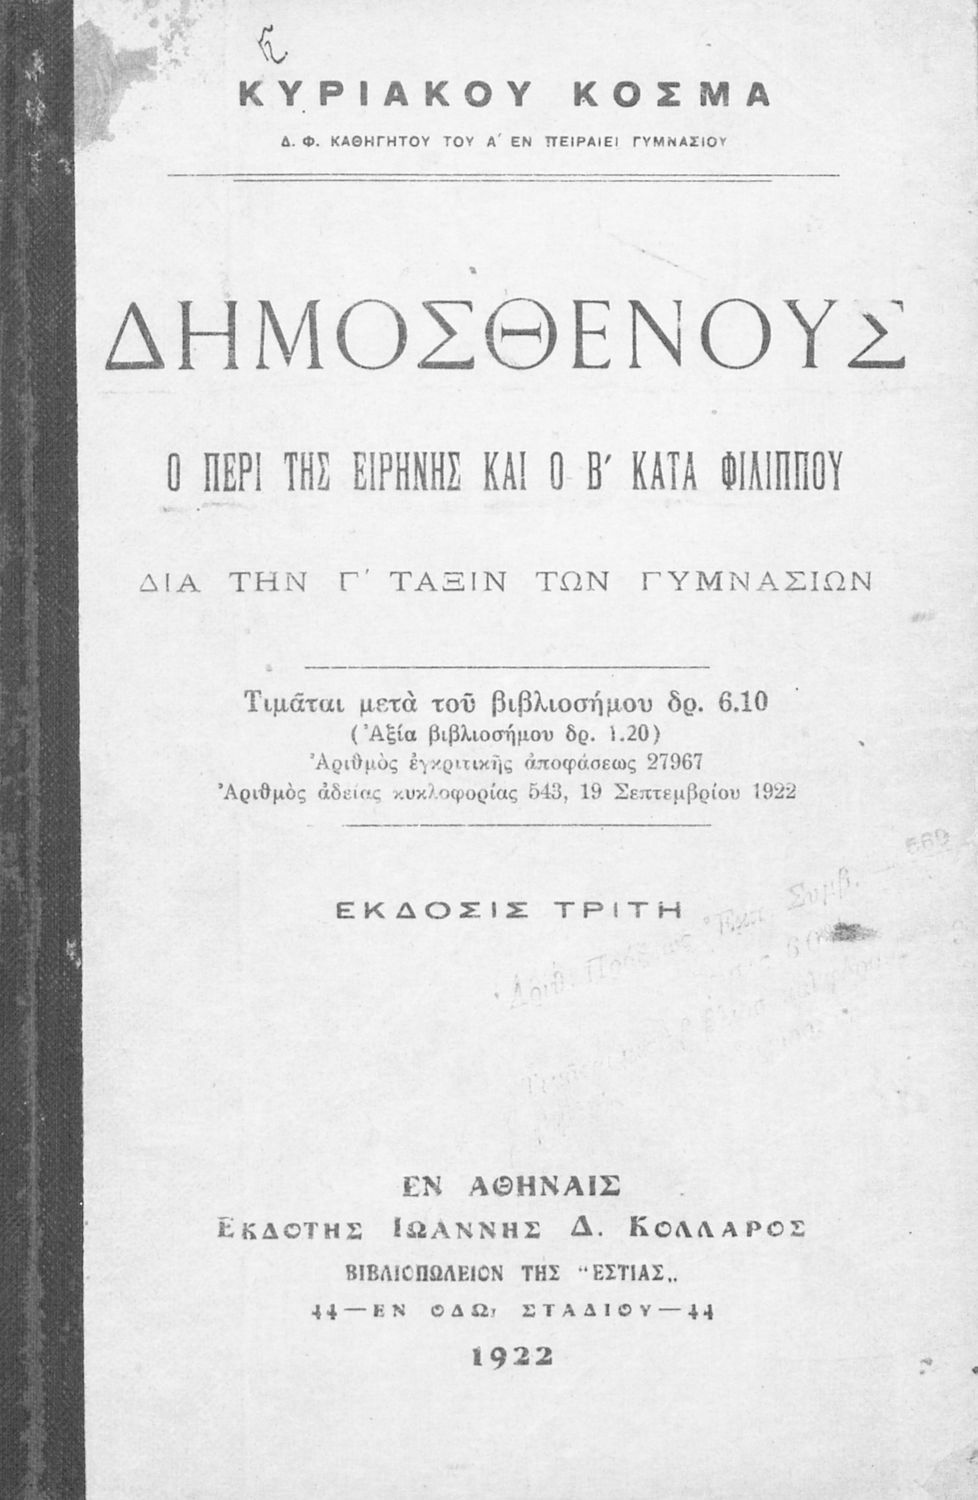 ΚΥΡΙΑΚΟΥ ΚΟΣΜΑ
Δ. Φ. ΚΑΘΗΓΗΤΟΥ ΤΟΥ Α΄ ΕΝ ΠΕΙΡΑΙΕΙ ΓΥΜΝΑΣΙΟΥ
ΔΗΜΟΣΘΕΝΟΥΣ
Ο ΠΕΡΙ ΤΗΣ ΕΙΡΗΝΗΣ ΚΑΙ Ο Β΄ ΚΑΤΑ ΦΙΛΙΠΠΟΥ
ΔΙΑ ΤΗΝ Γ΄ ΤΑΞΙΝ ΤΩΝ ΓΥΜΝΑΣΙΩΝ
Τιμᾶται μετὰ τοῦ βιβλιοσήμου δρ. 6.10
(Ἀξία βιβλιοσήμου δρ. 1.20)
Ἀριθμὸς ἐγκριτικῆς ἀποφάσεως 27967
Ἀριθμὸς ἀδείας κυκλοφορίας 543, 19 Σεπτεμβρίου 1922
ΕΚΔΟΣΙΣ ΤΡΙΤΗ
ΕΝ ΑΘΗΝΑΙΣ
ΕΚΔΟΤΗΣ ΙΩΑΝΝΗΣ Δ. ΚΟΛΛΑΡΟΣ
ΒΙΒΛΙΟΠΩΛΕΙΟΝ ΤΗΣ “ΕΣΤΙΑΣ„
44—ΕΝ ΟΔΩι ΣΤΑΔΙΟΥ—44
1922